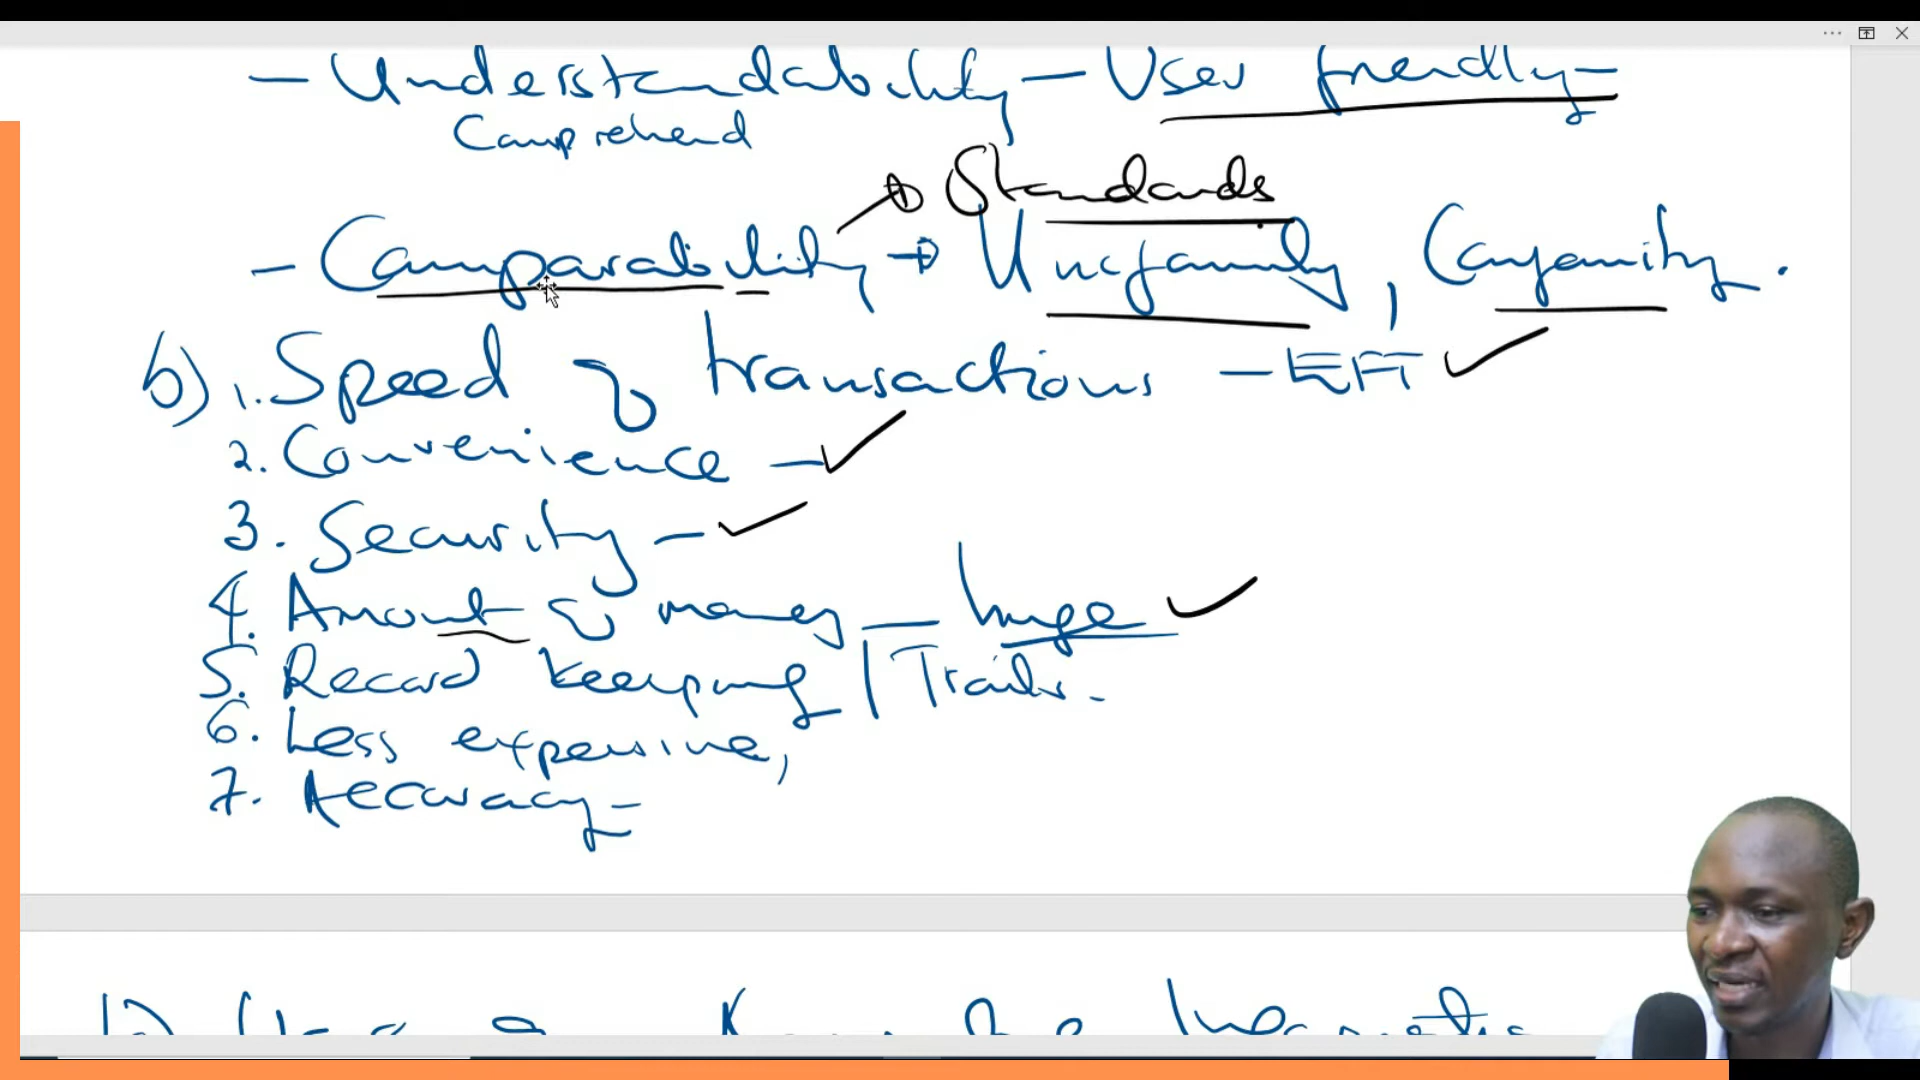 — Understandability — User friendly —
Comprehend
→ Standards
- Comparability → Uniformity, Conformity.
b) 1. Speed of transactions - EFT ✓
2. Convenience - ✓
3. Security - ✓
4. Amount of money — huge ✓
5. Record keeping / Trails -
6. Less expensive,
7. Accuracy -